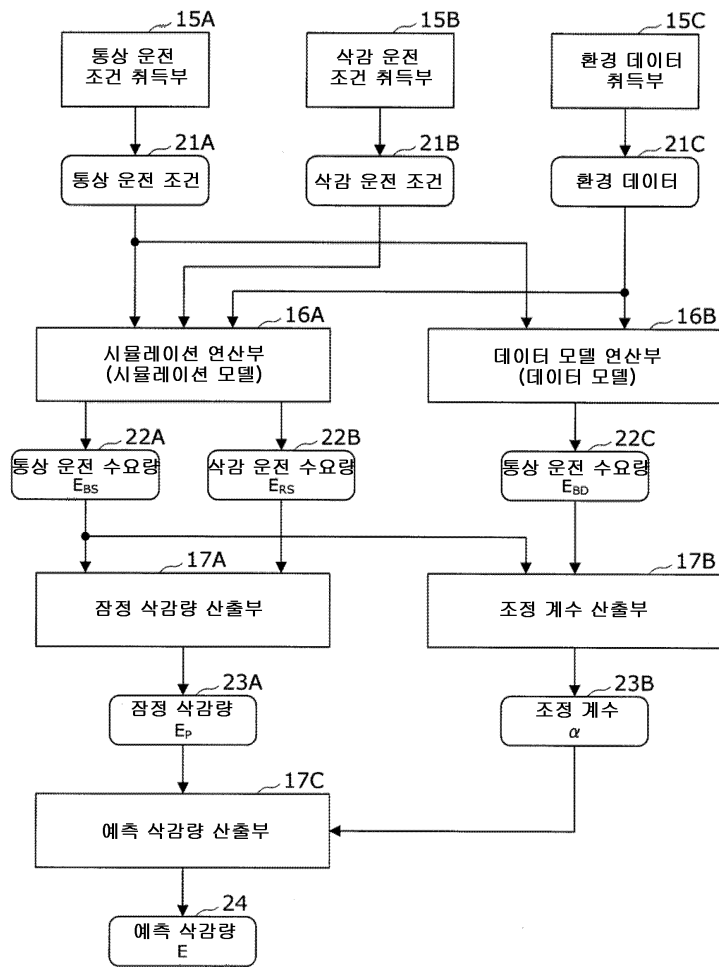 15A
15B
15C
통상 운전
조건 취득부
삭감 운전
조건 취득부
환경 데이터
취득부
21A
21B
21C
통상 운전 조건
삭감 운전 조건
환경 데이터
16A
16B
시뮬레이션 연산부
(시뮬레이션 모델)
데이터 모델 연산부
(데이터 모델)
22A
22B
22C
통상 운전 수요량
EBS
삭감 운전 수요량
ERS
통상 운전 수요량
EBD
17A
17B
잠정 삭감량 산출부
조정 계수 산출부
23A
23B
잠정 삭감량
EP
조정 계수
α
17C
예측 삭감량 산출부
24
예측 삭감량
E